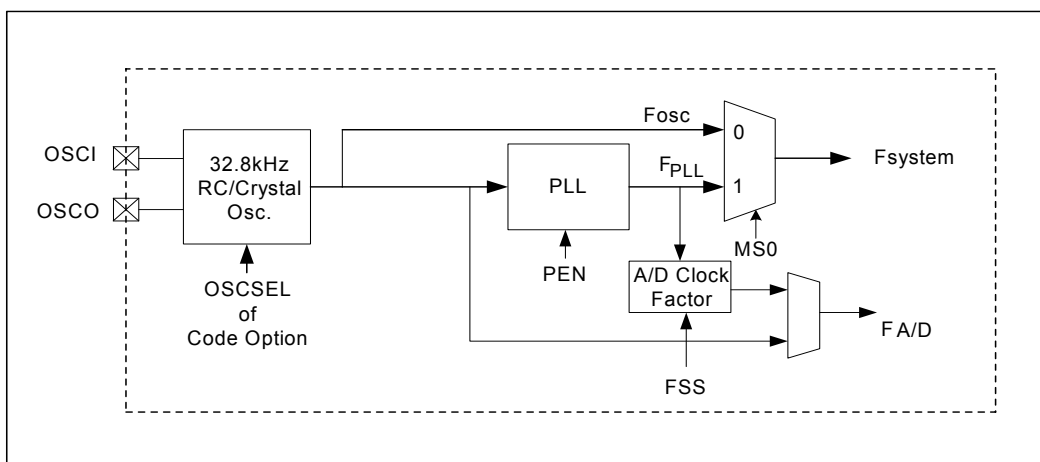 OSCI
OSCO
32.8kHz
RC/Crystal
Osc.
OSCSEL
of
Code Option
Fosc
PLL
PEN
FPLL
0
1
MS0
Fsystem
A/D Clock
Factor
FSS
F A/D